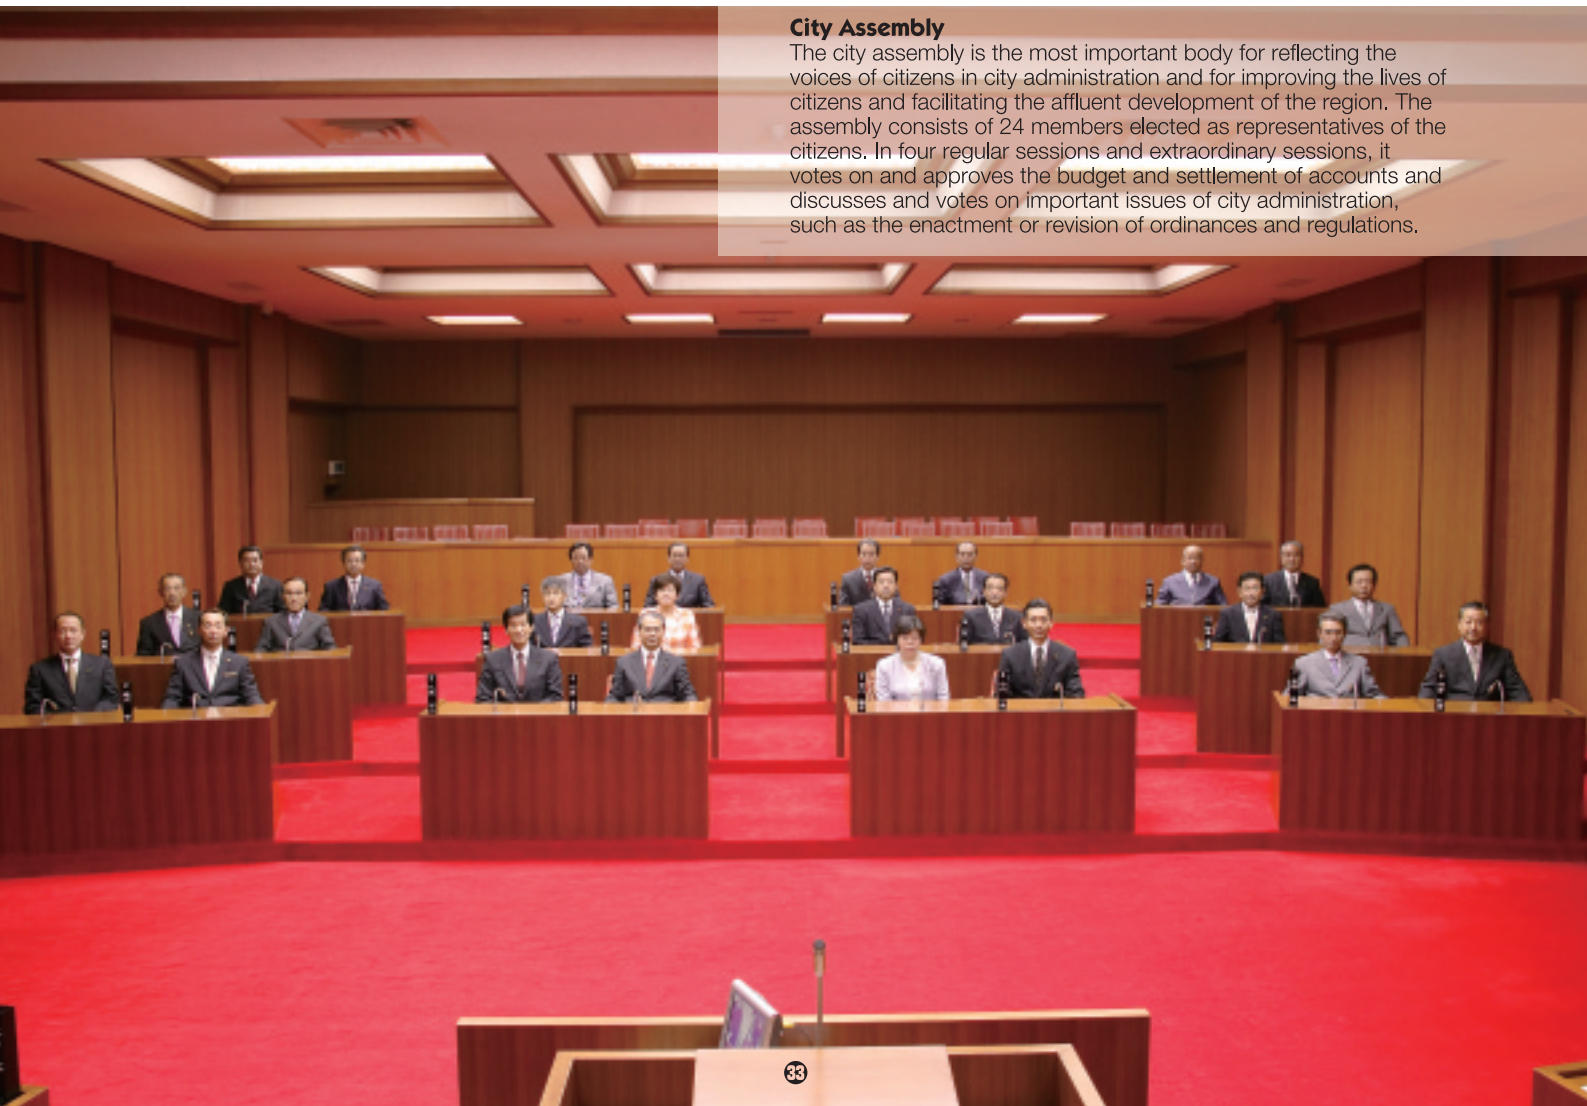 City Assembly
The city assembly is the most important body for reflecting the
voices of citizens in city administration and for improving the lives of
citizens and facilitating the affluent development of the region. The
assembly consists of 24 members elected as representatives of the
citizens. In four regular sessions and extraordinary sessions, it
votes on and approves the budget and settlement of accounts and
discusses and votes on important issues of city administration,
such as the enactment or revision of ordinances and regulations.
33